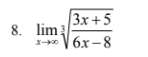 8. lim x→∞ ∛((3x+5)/(6x−8))